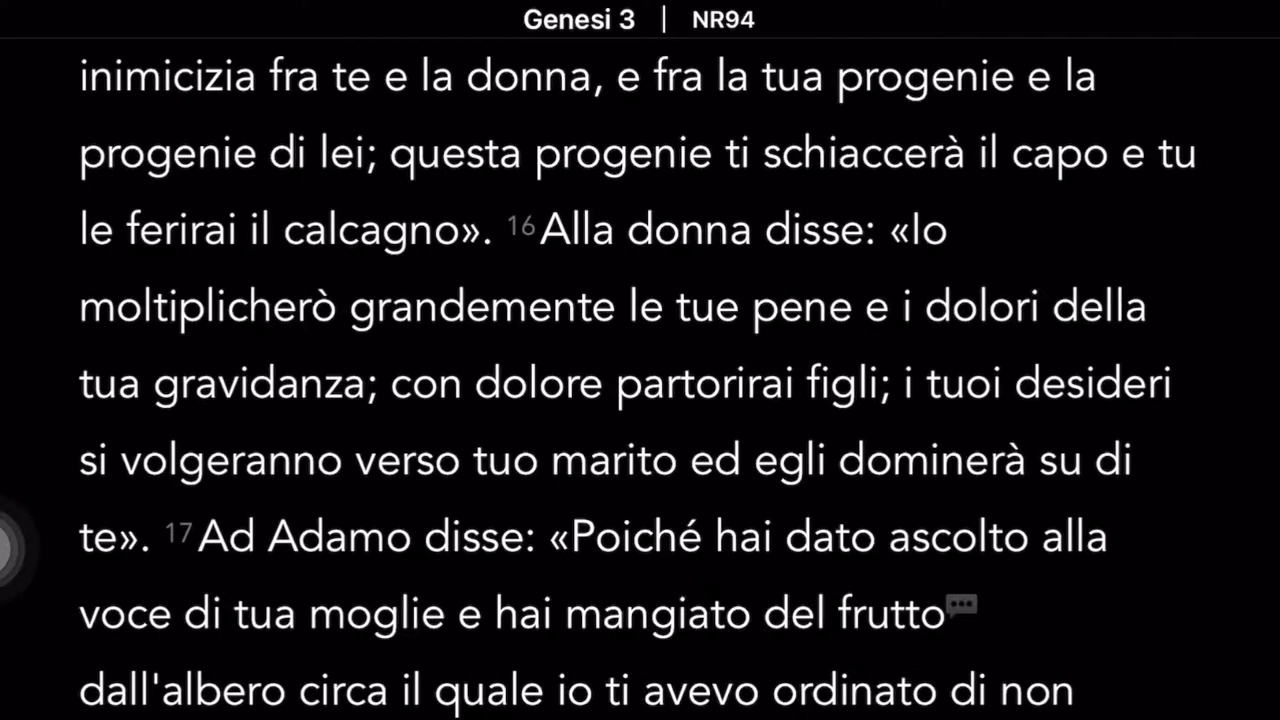 Genesi 3 | NR94
inimicizia fra te e la donna, e fra la tua progenie e la
progenie di lei; questa progenie ti schiaccerà il capo e tu
le ferirai il calcagno». 16 Alla donna disse: «Io
moltiplicherò grandemente le tue pene e i dolori della
tua gravidanza; con dolore partorirai figli; i tuoi desideri
si volgeranno verso tuo marito ed egli dominerà su di
te». 17 Ad Adamo disse: «Poiché hai dato ascolto alla
voce di tua moglie e hai mangiato del frutto
dall'albero circa il quale io ti avevo ordinato di non